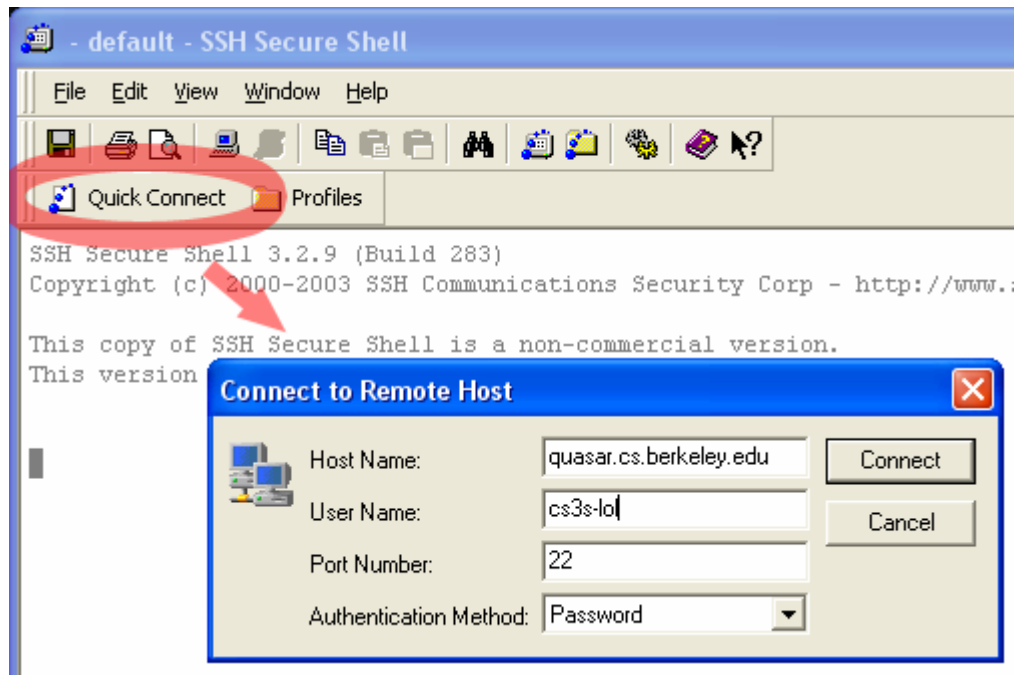 - default - SSH Secure Shell
File Edit View Window Help
Quick Connect Profiles
SSH Secure Shell 3.2.9 (Build 283)
Copyright (c) 2000-2003 SSH Communications Security Corp - http://www.
This copy of SSH Secure Shell is a non-commercial version.
This version
Connect to Remote Host
Host Name: quasar.cs.berkeley.edu Connect
User Name: cs3s-lol Cancel
Port Number: 22
Authentication Method: Password